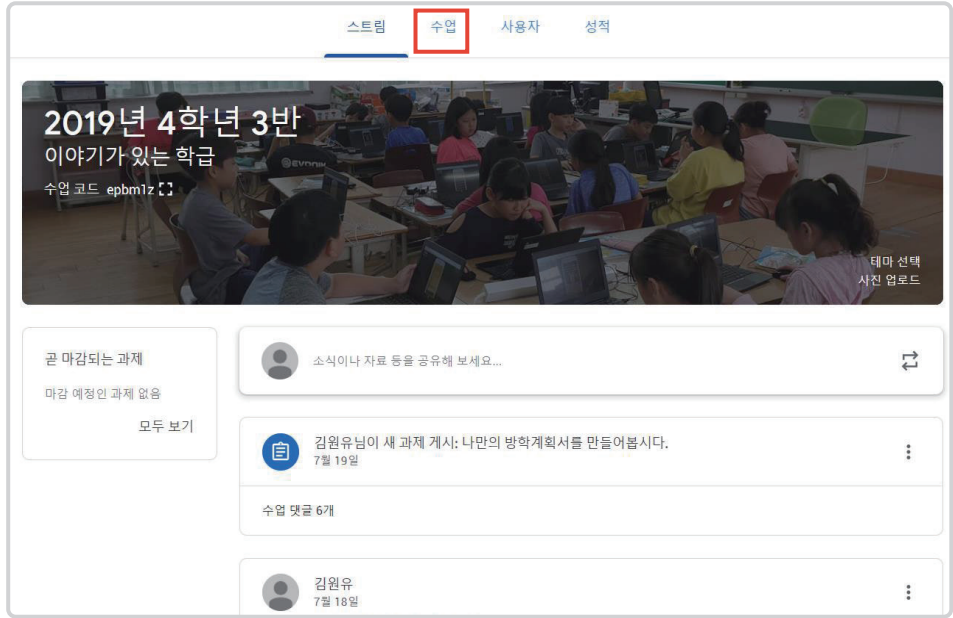 스트림 수업 사용자 성적
2019년 4학년 3반
이야기가 있는 학급
수업 코드 epbm1z
테마 선택
사진 업로드
곧 마감되는 과제
마감 예정인 과제 없음
모두 보기
소식이나 자료 등을 공유해 보세요...
김원유님이 새 과제 게시: 나만의 방학계획서를 만들어봅시다.
7월 19일
수업 댓글 6개
김원유
7월 18일